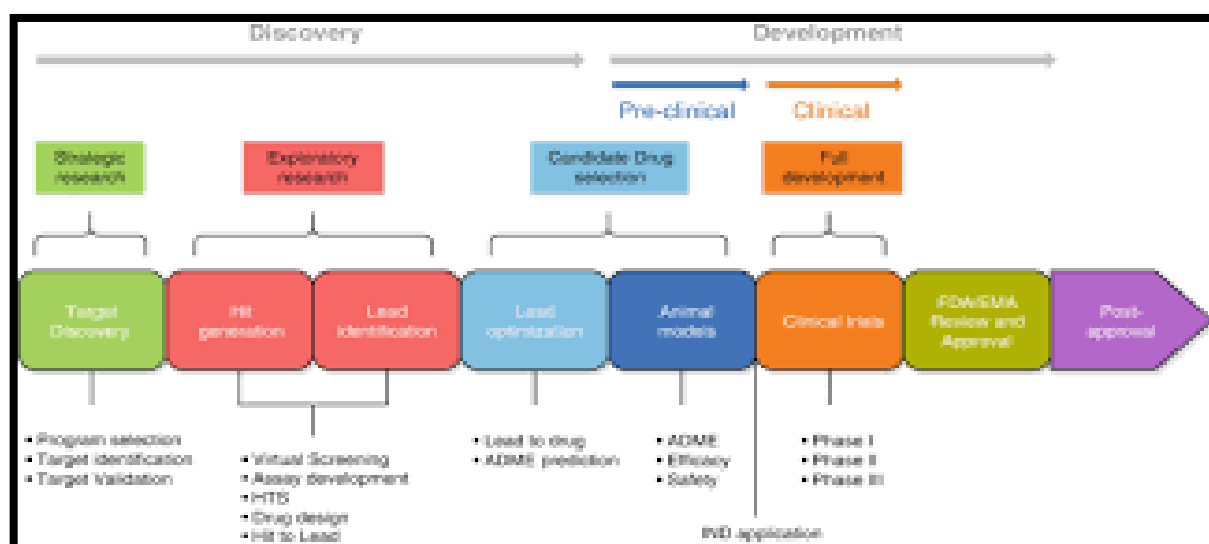 Discovery
Development
Pre-clinical
Clinical
Strategic
research
Exploratory
research
Candidate Drug
selection
Full
development
Target
Discovery
Hit
generation
Lead
identification
Lead
optimization
Animal
models
Clinical trials
FDA/EMA
Review and
Approval
Post-
approval
• Program selection
• Target identification
• Target Validation
• Virtual Screening
• Assay development
• HTS
• Drug design
• Hit to Lead
• Lead to drug
• ADME prediction
• ADME
• Efficacy
• Safety
IND application
• Phase I
• Phase II
• Phase III